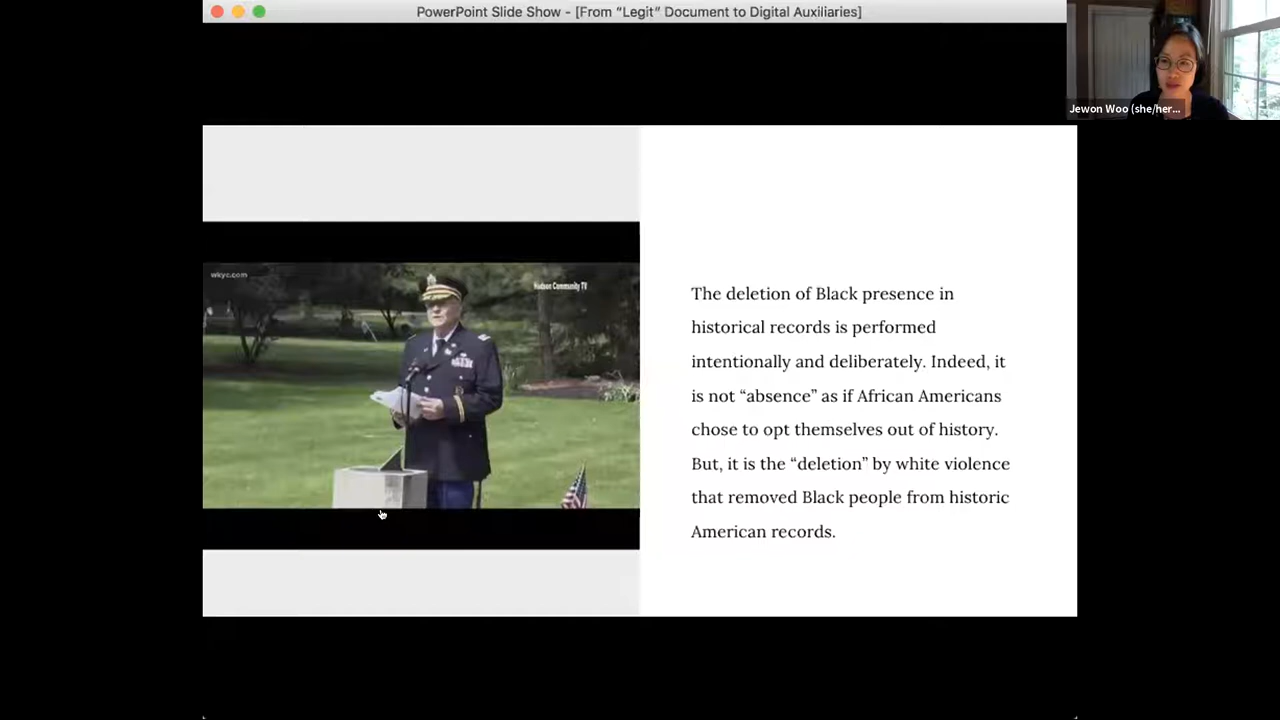 PowerPoint Slide Show - [From “Legit” Document to Digital Auxiliaries]
Jewon Woo (she/her...
wkyc.com
Hudson Community TV
The deletion of Black presence in
historical records is performed
intentionally and deliberately. Indeed, it
is not “absence” as if African Americans
chose to opt themselves out of history.
But, it is the “deletion” by white violence
that removed Black people from historic
American records.